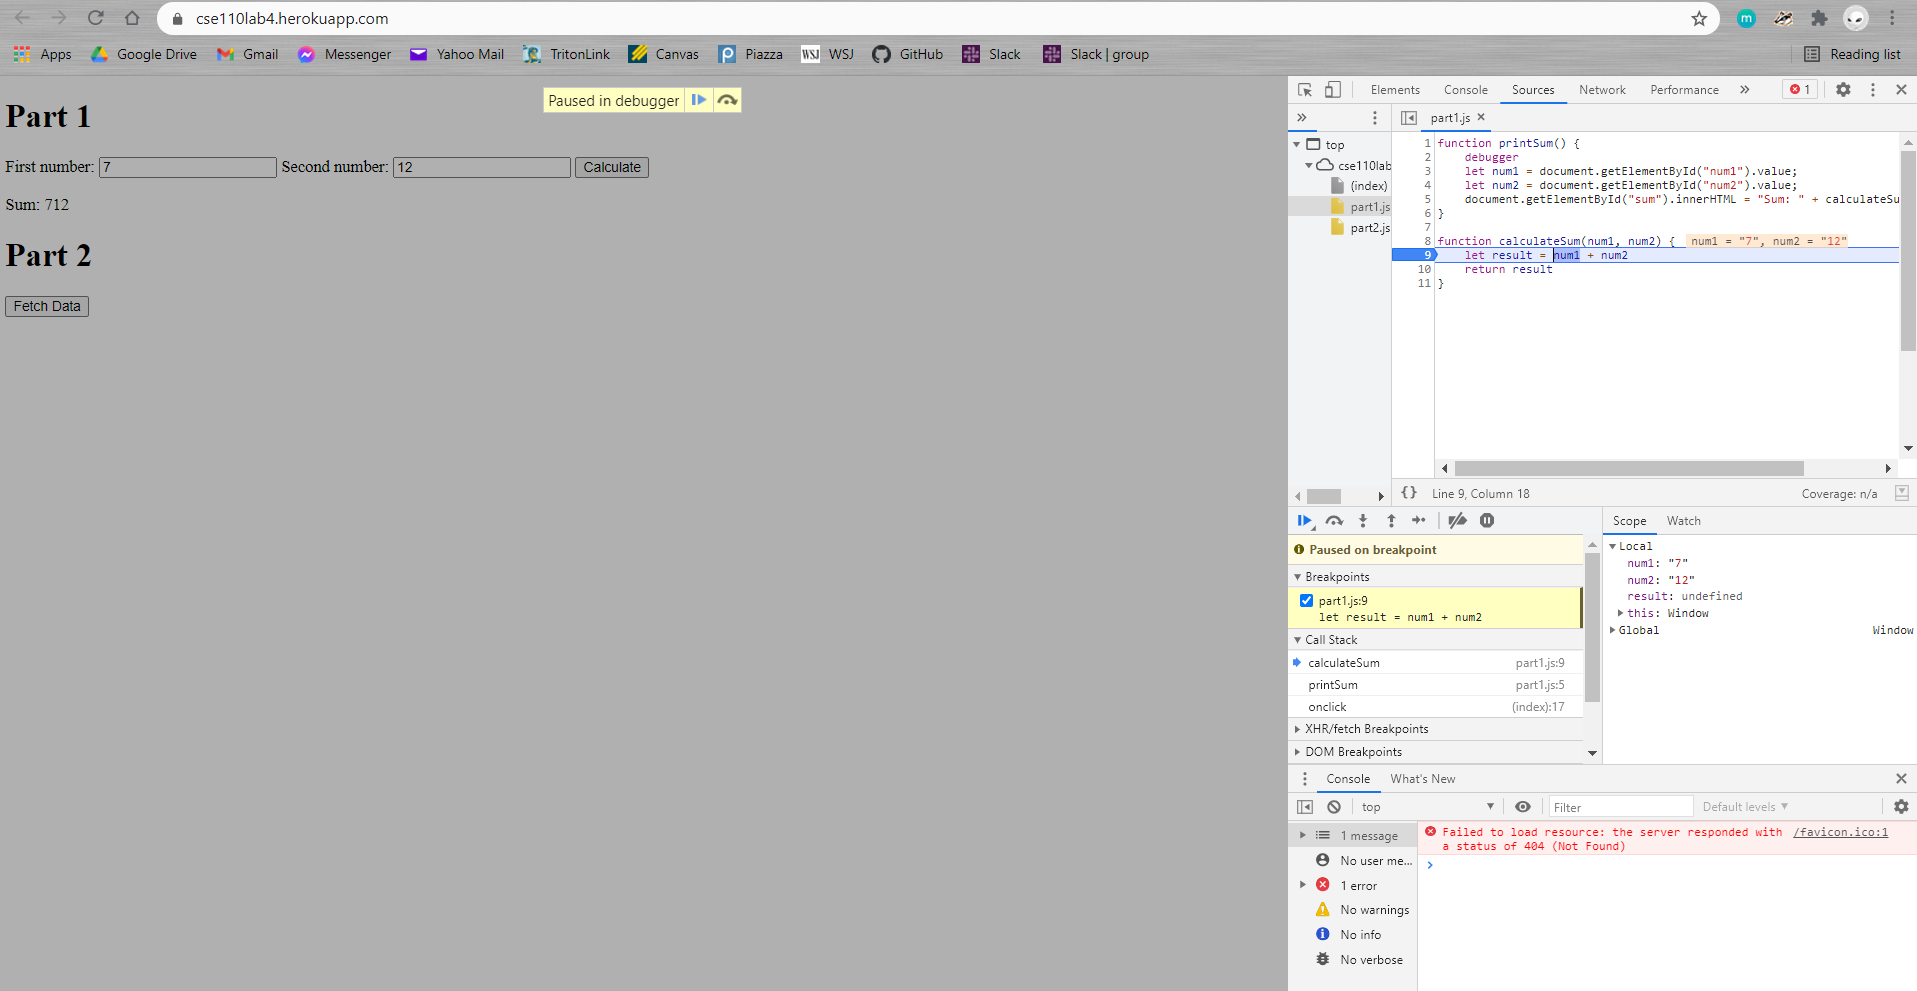 cse110lab4.herokuapp.com
m
Apps Google Drive Gmail Messenger Yahoo Mail TritonLink Canvas Piazza WSJ WSJ GitHub Slack Slack | group Reading list
Paused in debugger
Part 1
First number: 7 Second number: 12 Calculate
Sum: 712
Part 2
Fetch Data
Elements Console Sources Network Performance » 1
» part1.js ×
top
cse110lab
(index)
part1.js
part2.js
1 function printSum() {
2 debugger
3 let num1 = document.getElementById("num1").value;
4 let num2 = document.getElementById("num2").value;
5 document.getElementById("sum").innerHTML = "Sum: " + calculateSu
6 }
7
8 function calculateSum(num1, num2) { num1 = "7", num2 = "12"
9 let result = num1 + num2
10 return result
11 }
{} Line 9, Column 18 Coverage: n/a
Paused on breakpoint
Breakpoints
part1.js:9
let result = num1 + num2
Call Stack
calculateSum part1.js:9
printSum part1.js:5
onclick (index):17
XHR/fetch Breakpoints
DOM Breakpoints
Scope Watch
Local
num1: "7"
num2: "12"
result: undefined
this: Window
Global Window
Console What's New
top Filter Default levels
1 message
No user me...
1 error
No warnings
No info
No verbose
Failed to load resource: the server responded with /favicon.ico:1
a status of 404 (Not Found)